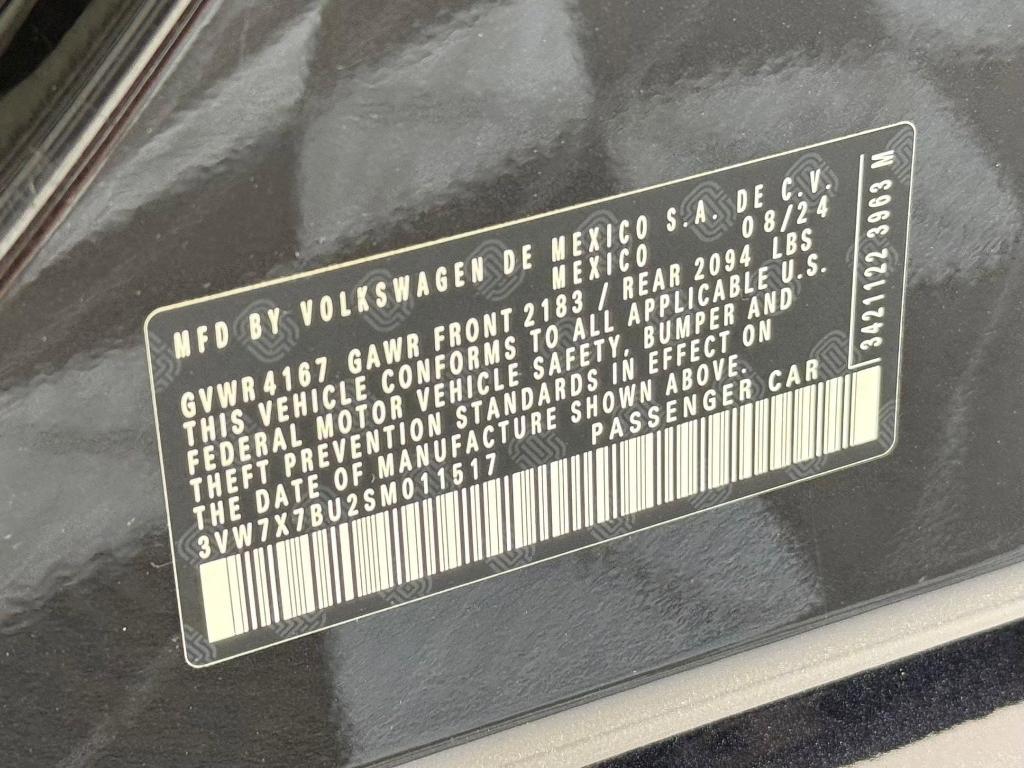 MFD BY VOLKSWAGEN DE MEXICO S.A. DE C.V.
MEXICO 08/24
GVWR 4167 GAWR FRONT 2183 / REAR 2094 LBS
THIS VEHICLE CONFORMS TO ALL APPLICABLE U.S.
FEDERAL MOTOR VEHICLE SAFETY, BUMPER AND
THEFT PREVENTION STANDARDS IN EFFECT ON
THE DATE OF MANUFACTURE SHOWN ABOVE.
3VW7X7BU2SM011517 PASSENGER CAR
3421122 3963 M